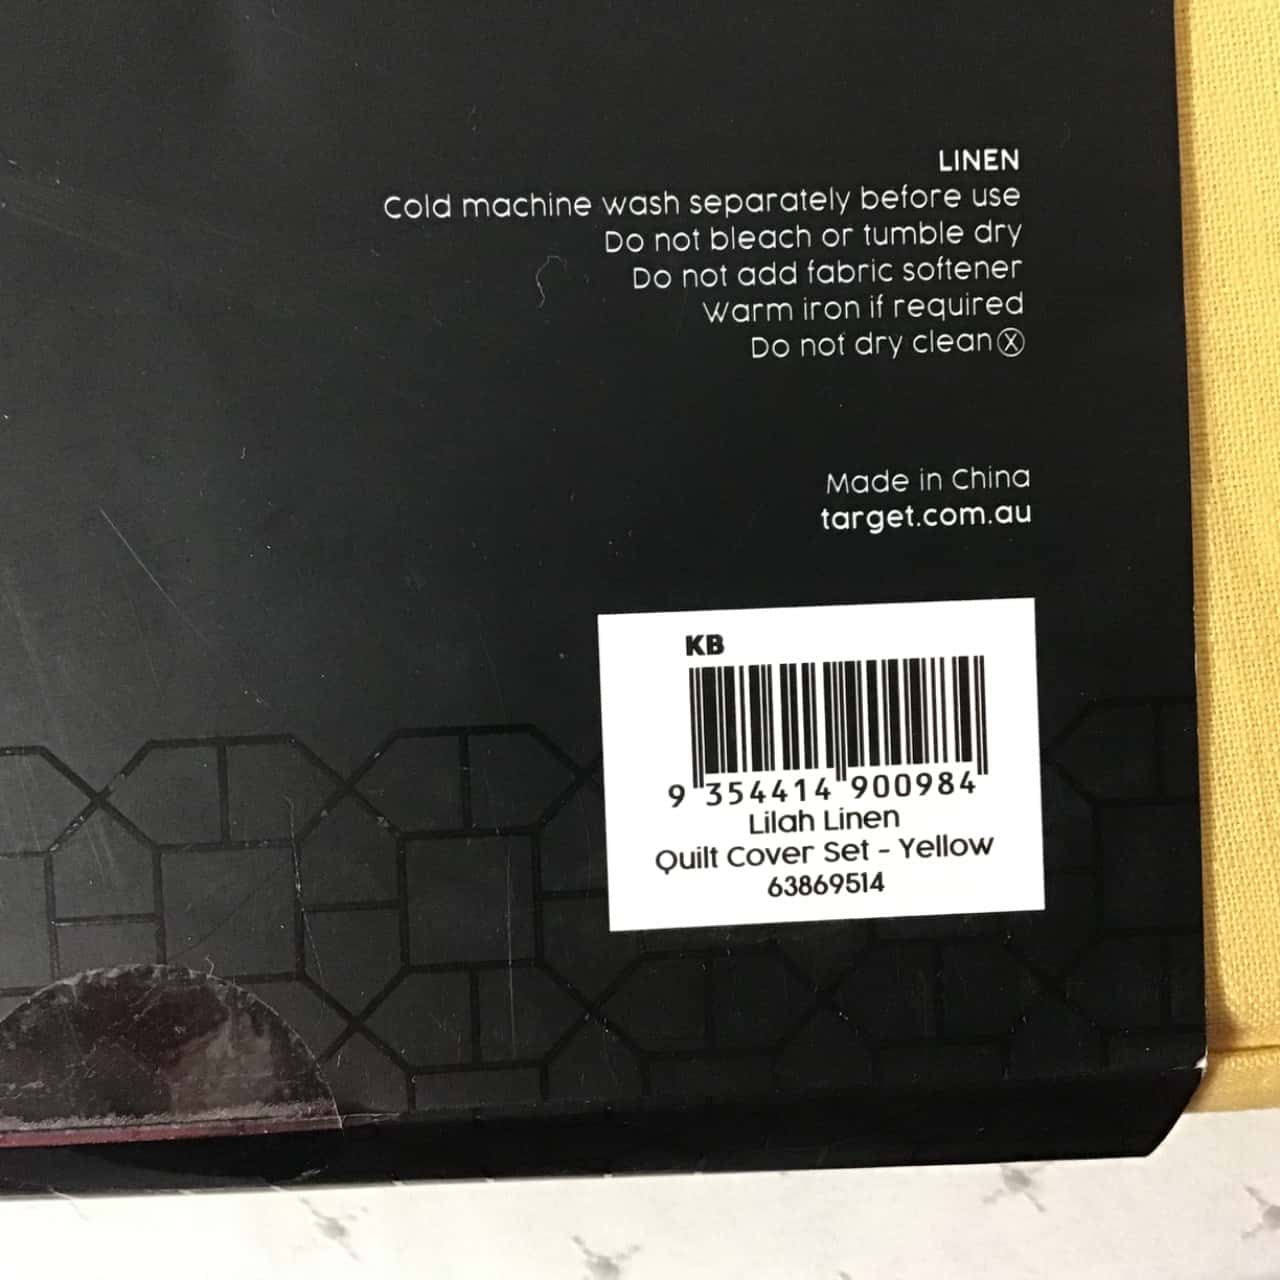 LINEN
Cold machine wash separately before use
Do not bleach or tumble dry
Do not add fabric softener
Warm iron if required
Do not dry clean Ⓧ
Made in China
target.com.au
KB
9 354414 900984
Lilah Linen
Quilt Cover Set - Yellow
63869514